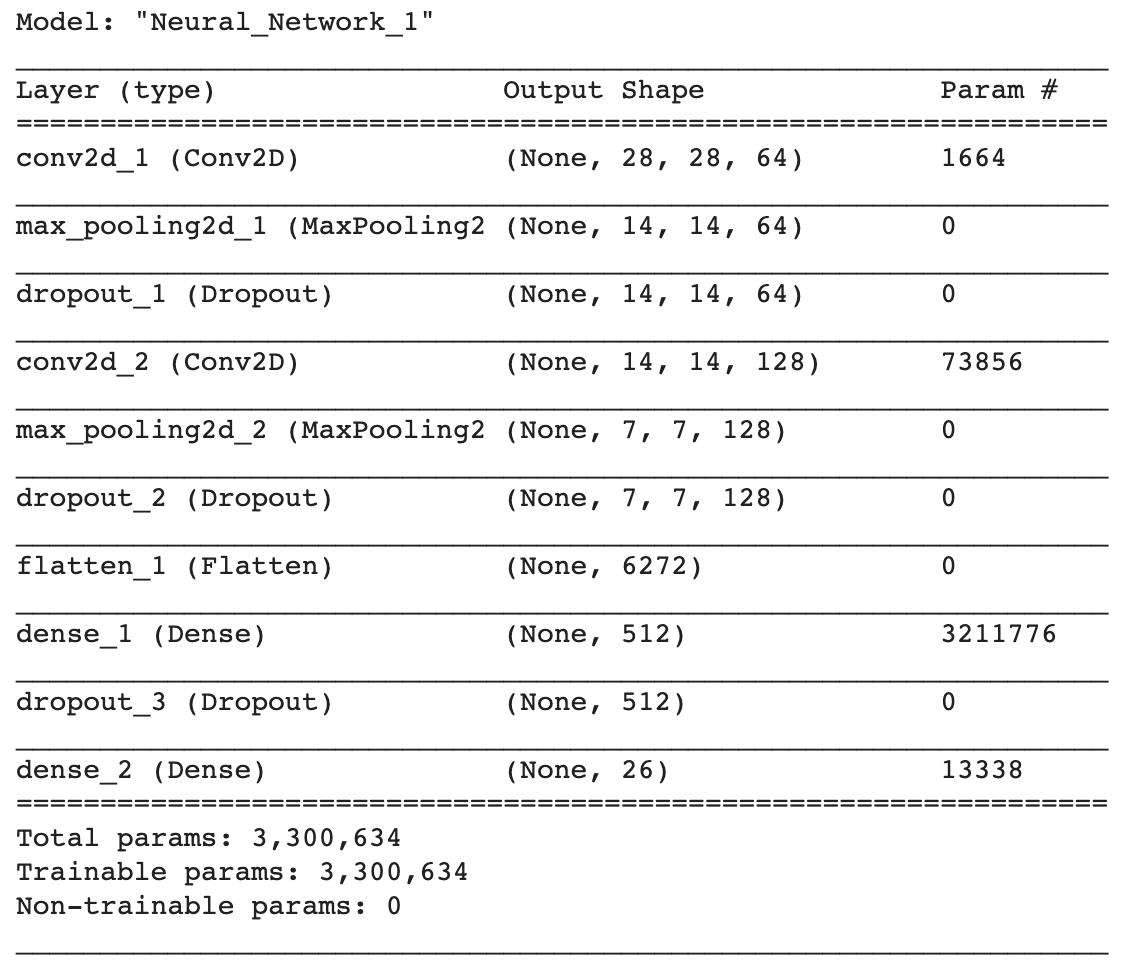 Model: "Neural_Network_1"
Layer (type) Output Shape Param #
conv2d_1 (Conv2D) (None, 28, 28, 64) 1664
max_pooling2d_1 (MaxPooling2 (None, 14, 14, 64) 0
dropout_1 (Dropout) (None, 14, 14, 64) 0
conv2d_2 (Conv2D) (None, 14, 14, 128) 73856
max_pooling2d_2 (MaxPooling2 (None, 7, 7, 128) 0
dropout_2 (Dropout) (None, 7, 7, 128) 0
flatten_1 (Flatten) (None, 6272) 0
dense_1 (Dense) (None, 512) 3211776
dropout_3 (Dropout) (None, 512) 0
dense_2 (Dense) (None, 26) 13338
Total params: 3,300,634
Trainable params: 3,300,634
Non-trainable params: 0